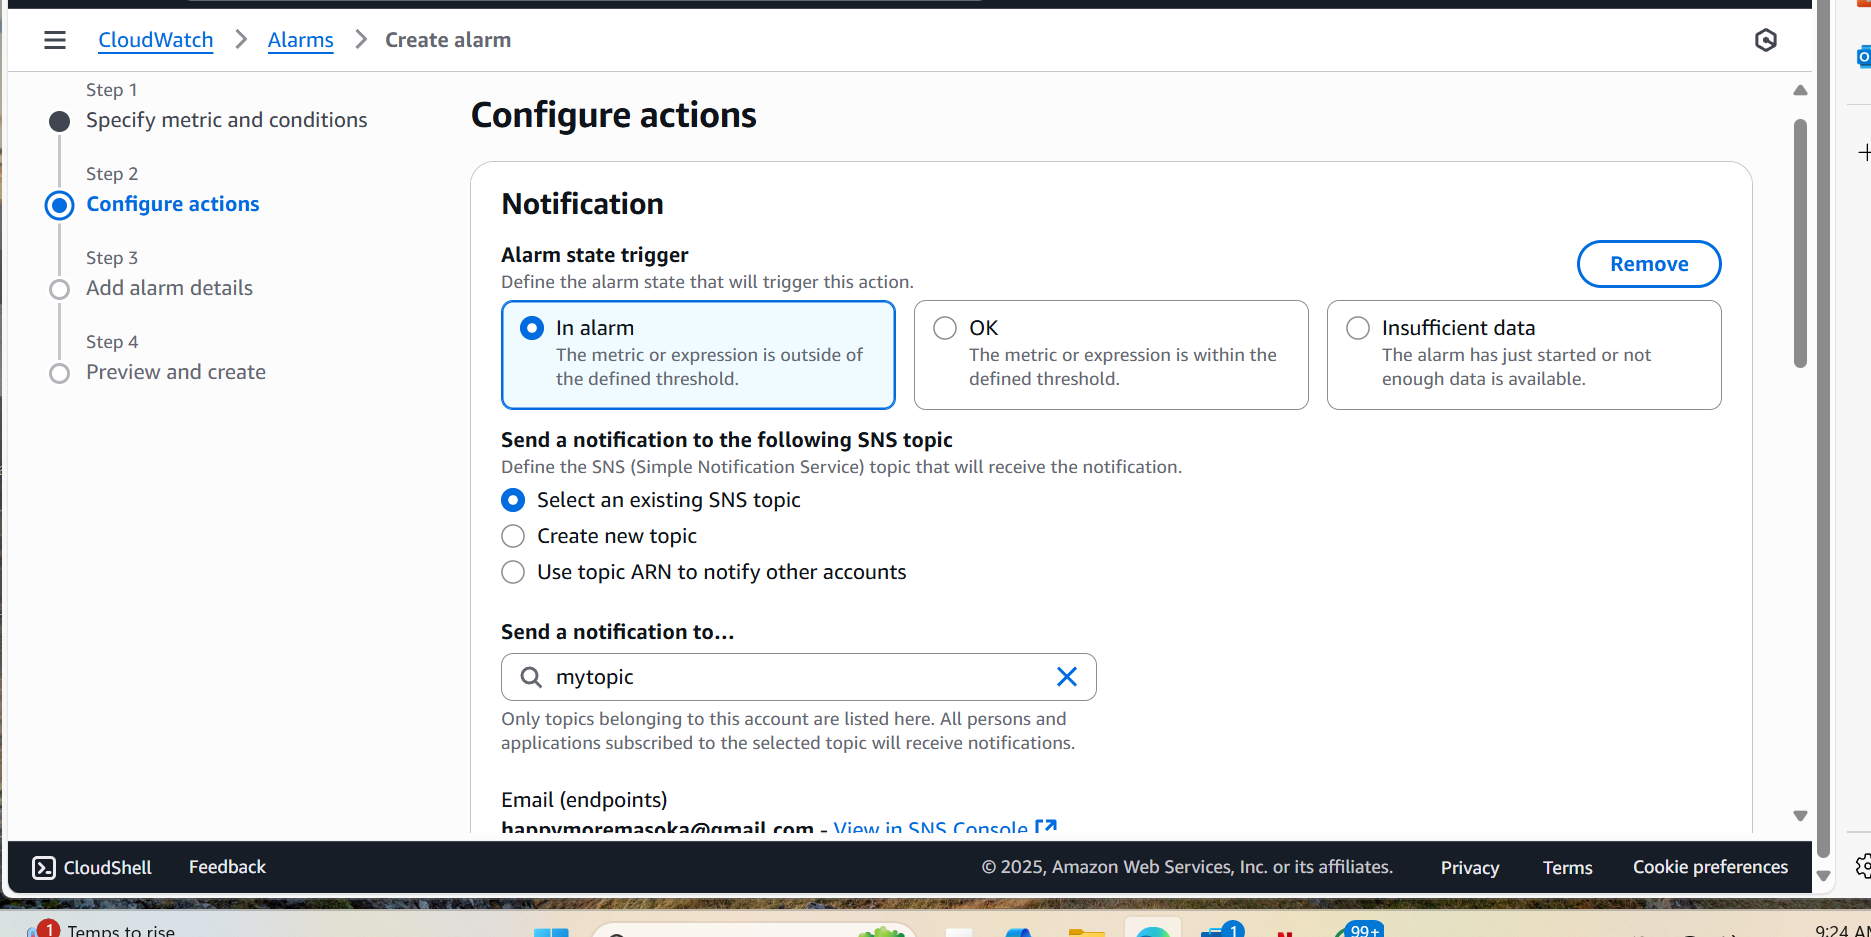 CloudWatch > Alarms > Create alarm
Step 1
Specify metric and conditions
Step 2
Configure actions
Step 3
Add alarm details
Step 4
Preview and create
Configure actions
Notification
Alarm state trigger
Define the alarm state that will trigger this action.
Remove
In alarm
The metric or expression is outside of
the defined threshold.
OK
The metric or expression is within the
defined threshold.
Insufficient data
The alarm has just started or not
enough data is available.
Send a notification to the following SNS topic
Define the SNS (Simple Notification Service) topic that will receive the notification.
Select an existing SNS topic
Create new topic
Use topic ARN to notify other accounts
Send a notification to…
mytopic
Only topics belonging to this account are listed here. All persons and
applications subscribed to the selected topic will receive notifications.
Email (endpoints)
happymoremasoka@gmail.com - View in SNS Console
CloudShell Feedback © 2025, Amazon Web Services, Inc. or its affiliates. Privacy Terms Cookie preferences
1 Temps to rise 1 99+ 9:24 AM